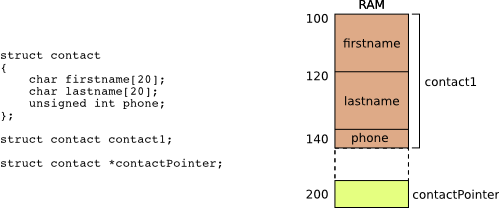 struct contact
{
char firstname[20];
char lastname[20];
unsigned int phone;
};
struct contact contact1;
struct contact *contactPointer;
RAM
100
firstname
120
lastname
contact1
140
phone
200
contactPointer